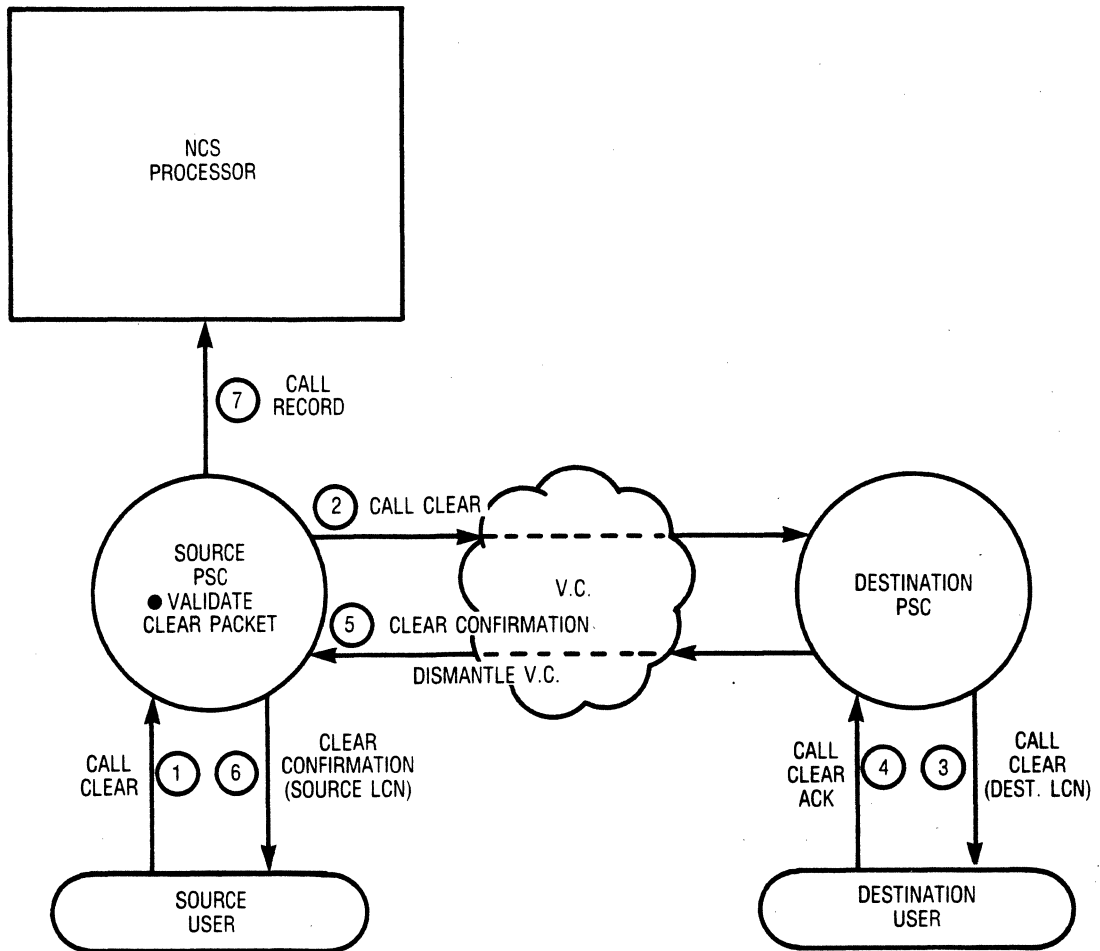 NCS
PROCESSOR
7
CALL
RECORD
2
CALL CLEAR
SOURCE
PSC
● VALIDATE
CLEAR PACKET
V.C.
DESTINATION
PSC
5
CLEAR CONFIRMATION
DISMANTLE V.C.
CALL
CLEAR
1
6
CLEAR
CONFIRMATION
(SOURCE LCN)
CALL
CLEAR
ACK
4
3
CALL
CLEAR
(DEST. LCN)
SOURCE
USER
DESTINATION
USER